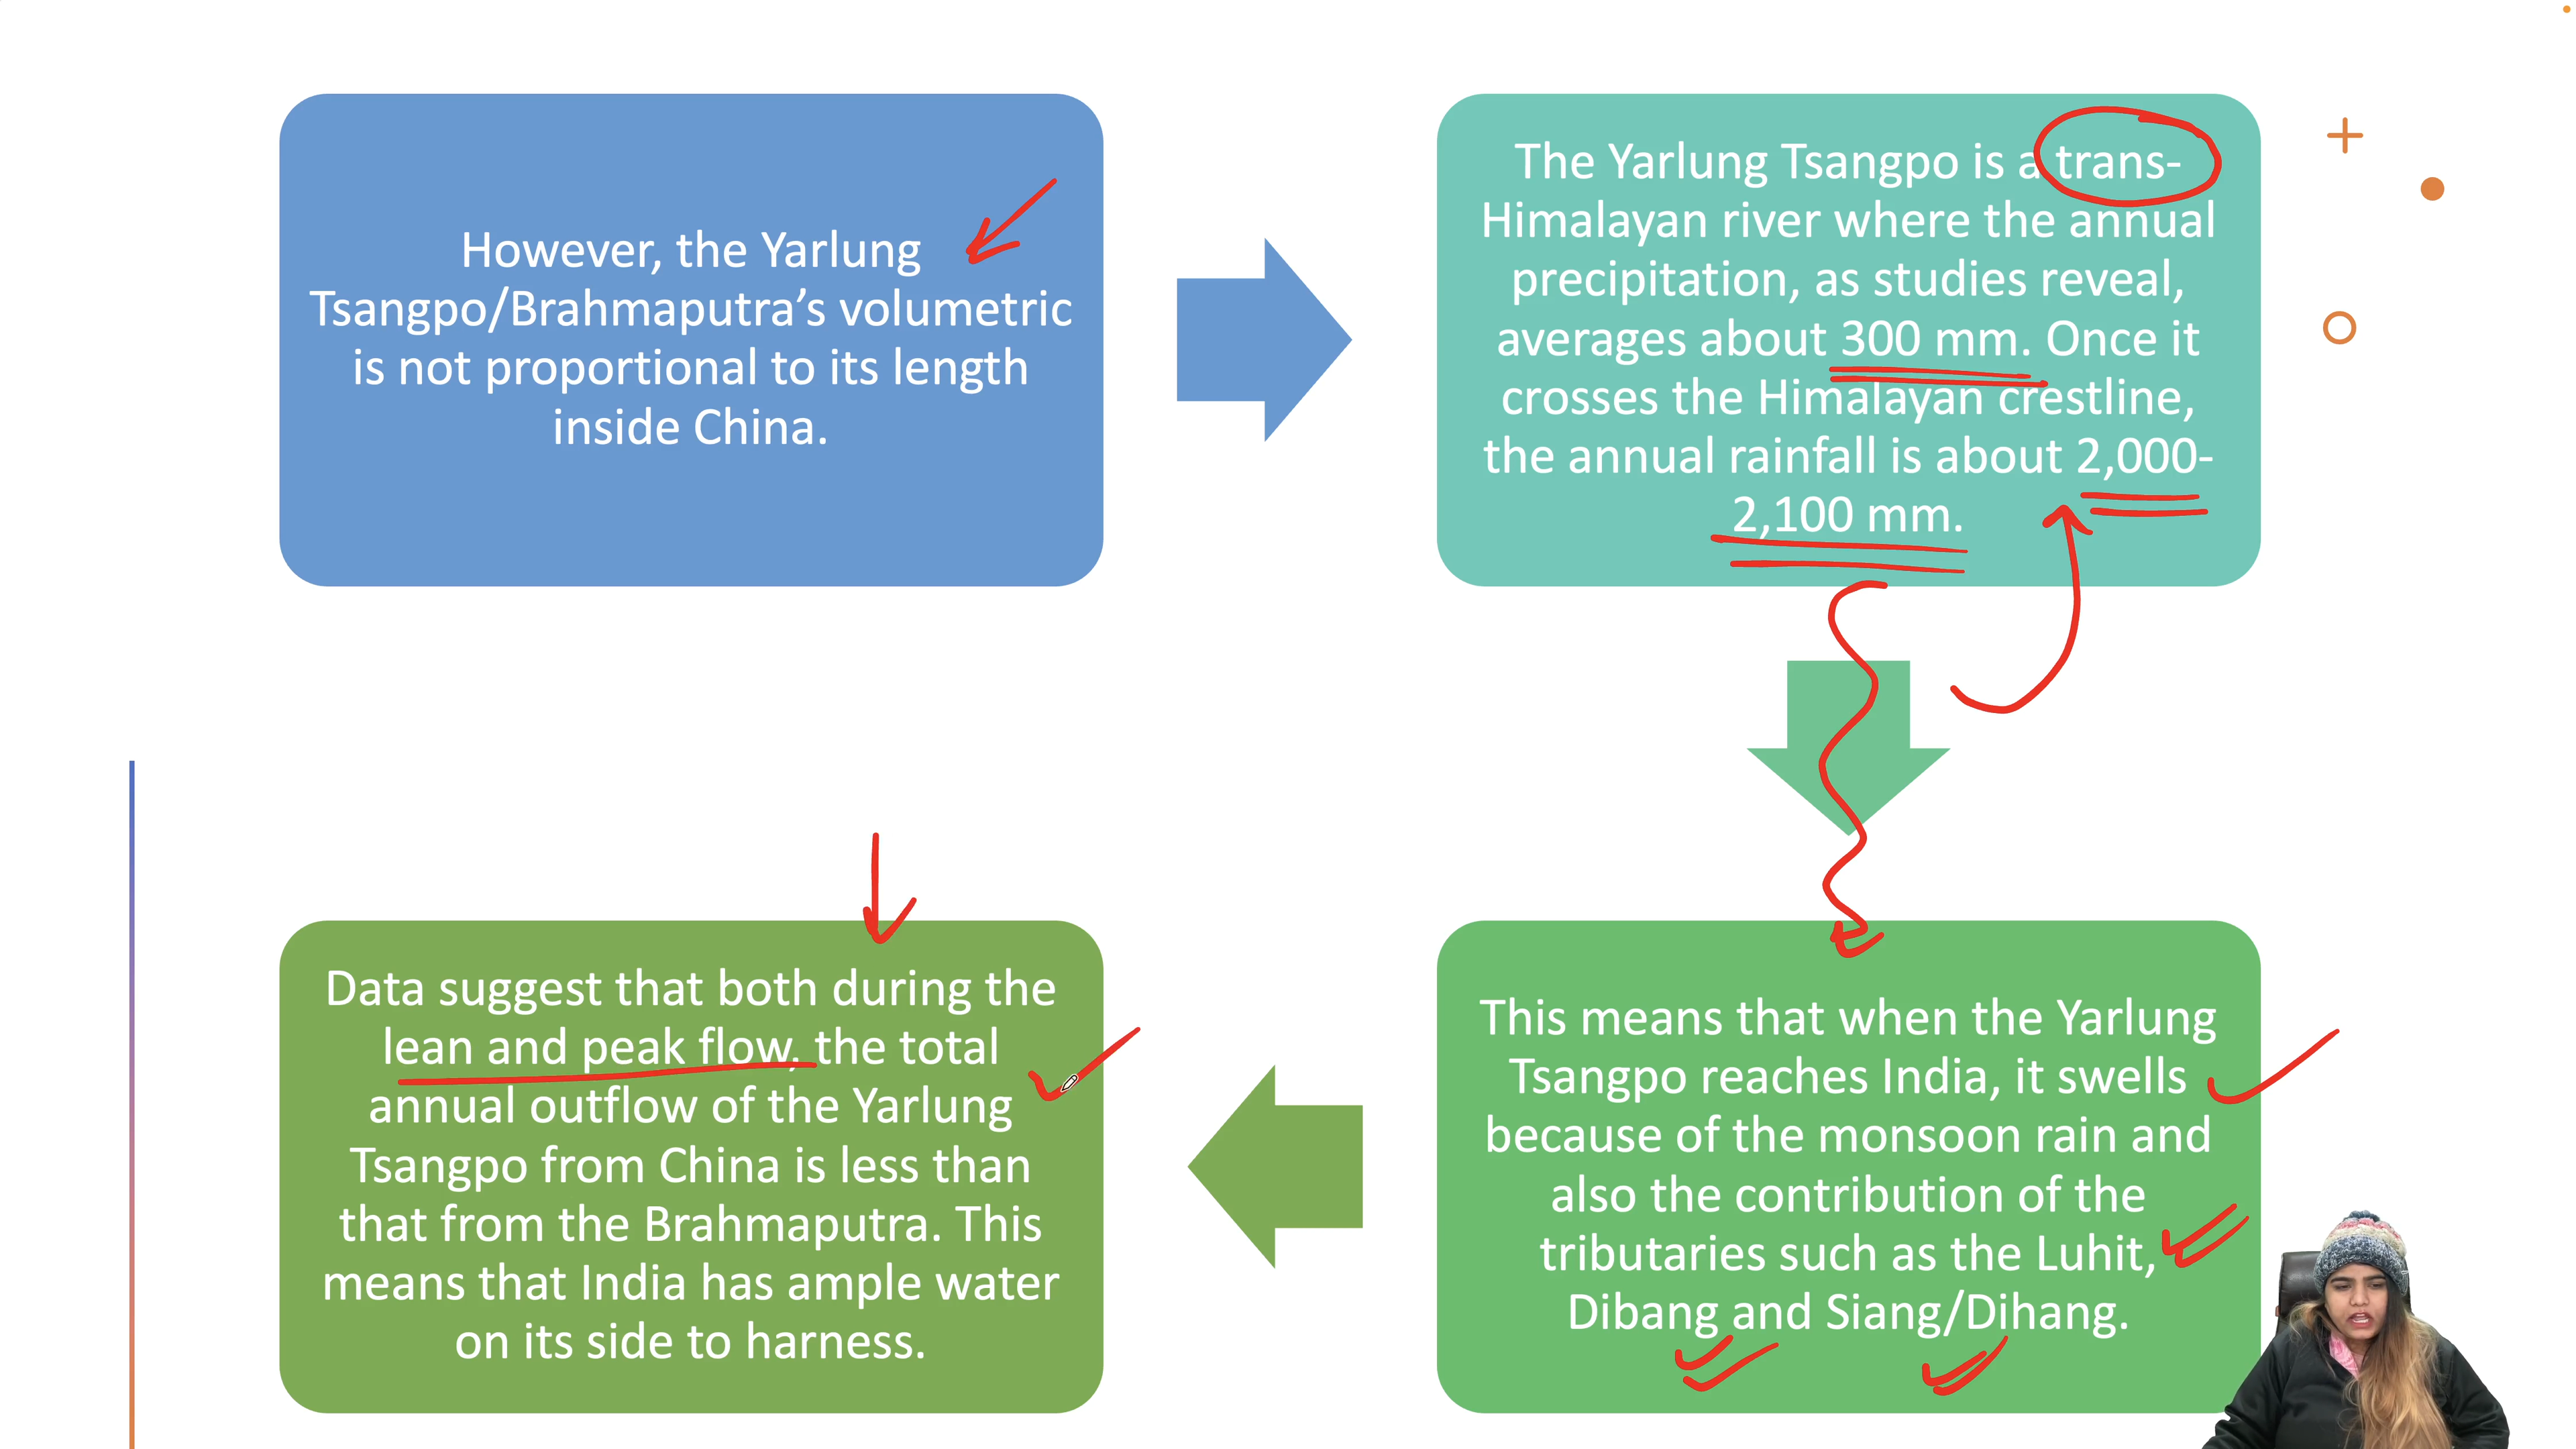 However, the Yarlung
Tsangpo/Brahmaputra’s volumetric
is not proportional to its length
inside China.
The Yarlung Tsangpo is a trans-
Himalayan river where the annual
precipitation, as studies reveal,
averages about 300 mm. Once it
crosses the Himalayan crestline,
the annual rainfall is about 2,000-
2,100 mm.
This means that when the Yarlung
Tsangpo reaches India, it swells
because of the monsoon rain and
also the contribution of the
tributaries such as the Luhit,
Dibang and Siang/Dihang.
Data suggest that both during the
lean and peak flow, the total
annual outflow of the Yarlung
Tsangpo from China is less than
that from the Brahmaputra. This
means that India has ample water
on its side to harness.